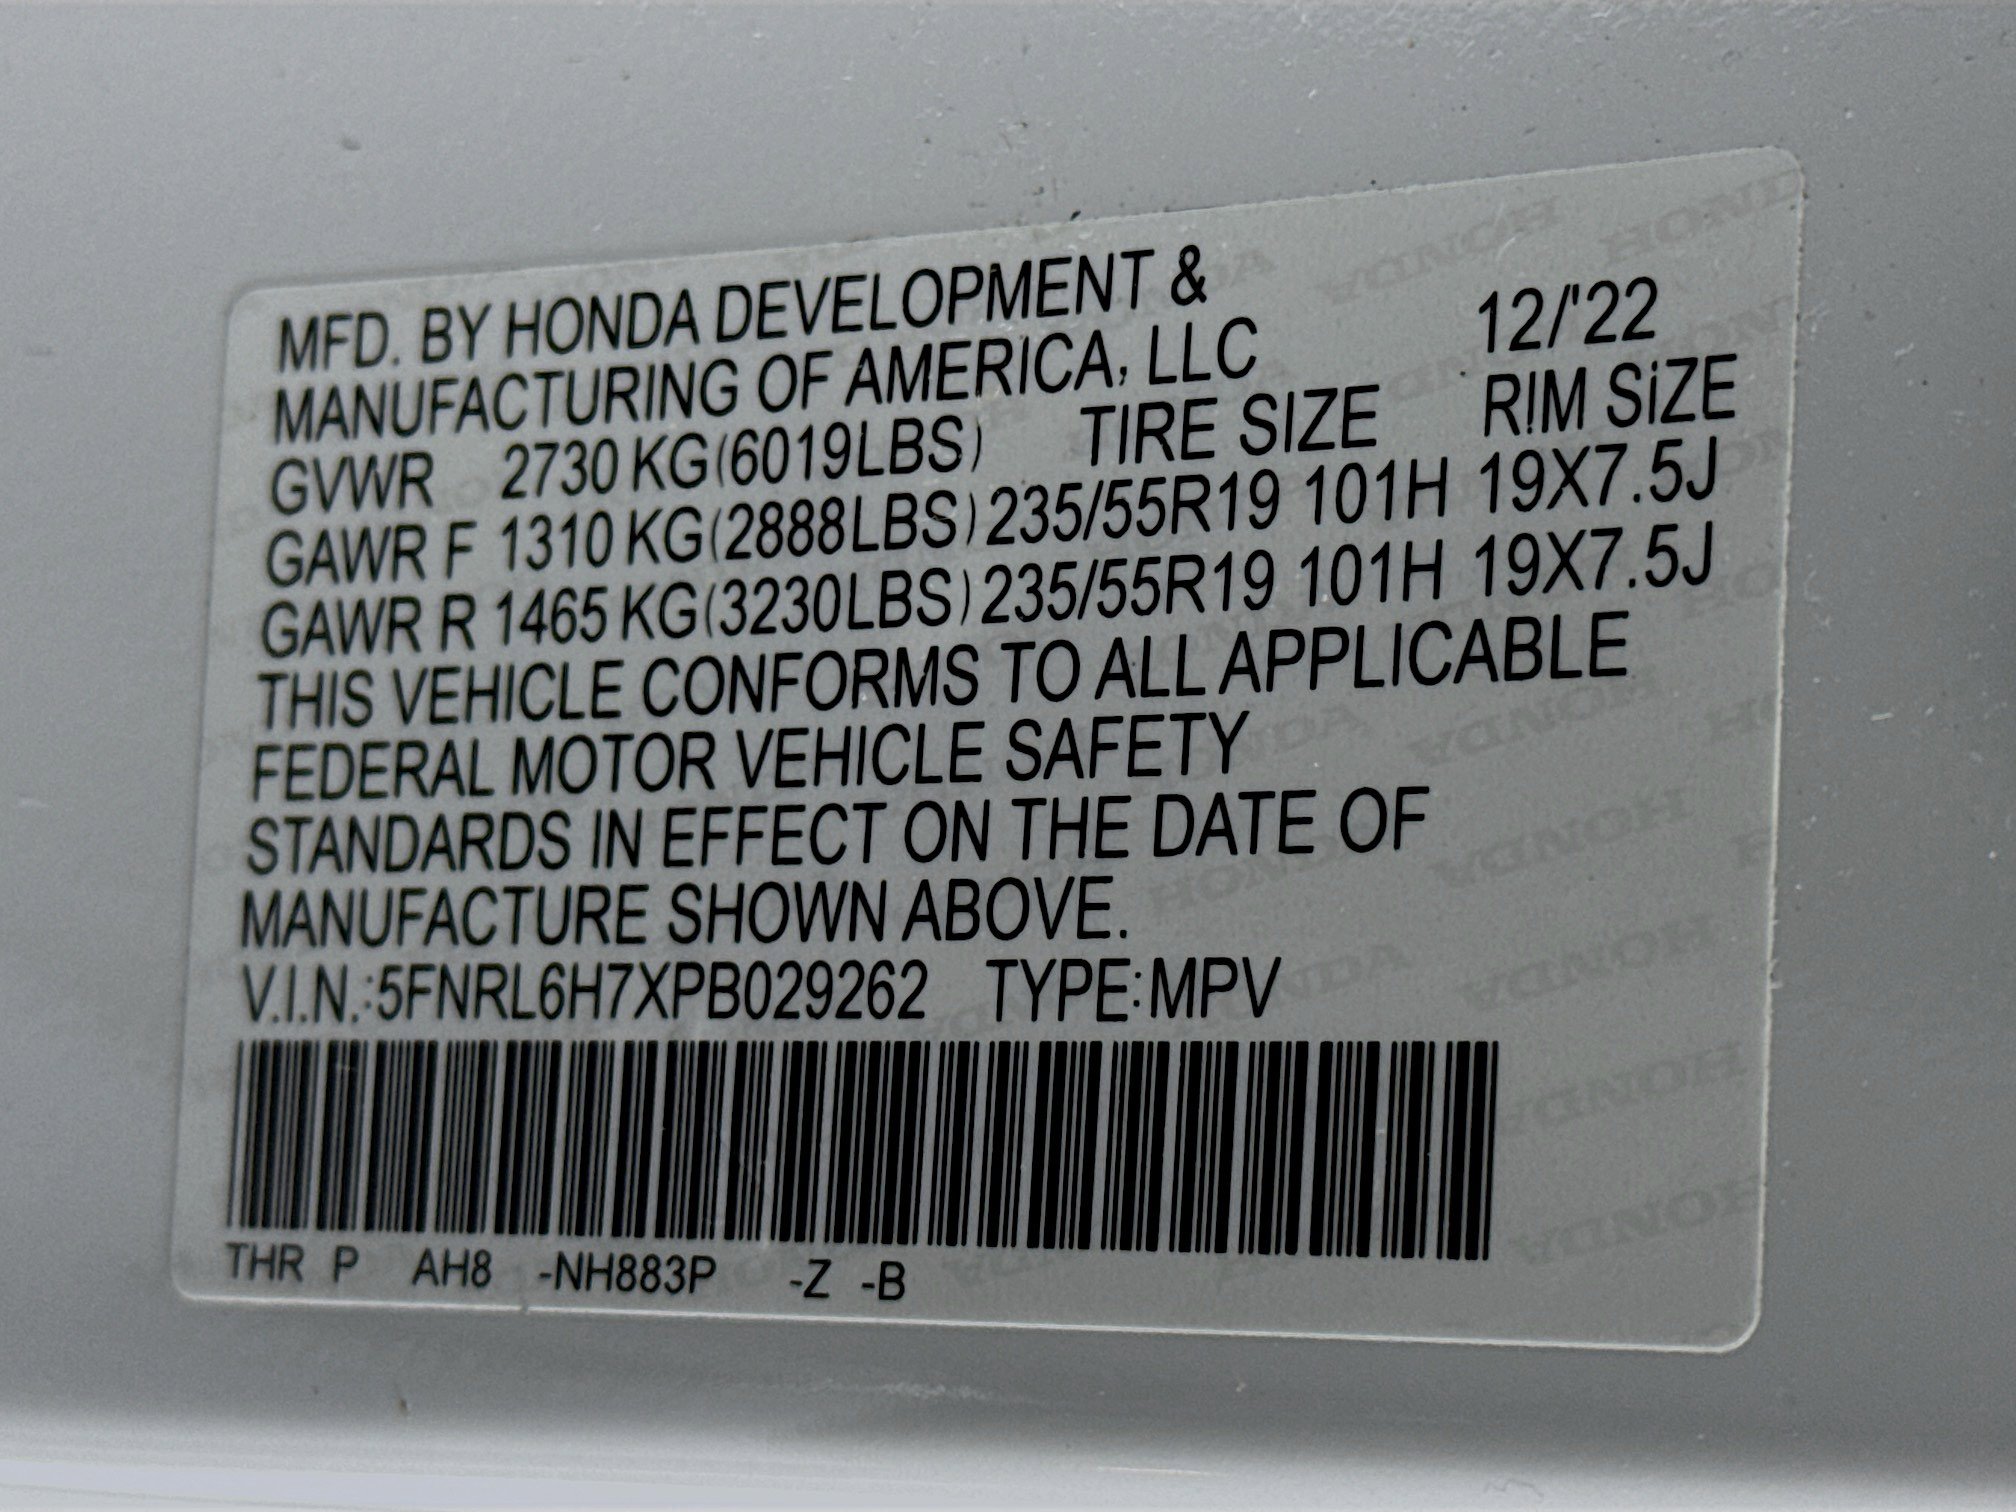 MFD. BY HONDA DEVELOPMENT &
MANUFACTURING OF AMERICA, LLC 12/'22
GVWR 2730 KG(6019LBS) TIRE SIZE RIM SIZE
GAWR F 1310 KG(2888LBS) 235/55R19 101H 19X7.5J
GAWR R 1465 KG(3230LBS) 235/55R19 101H 19X7.5J
THIS VEHICLE CONFORMS TO ALL APPLICABLE
FEDERAL MOTOR VEHICLE SAFETY
STANDARDS IN EFFECT ON THE DATE OF
MANUFACTURE SHOWN ABOVE.
V.I.N.:5FNRL6H7XPB029262 TYPE:MPV
THR P AH8 -NH883P -Z -B